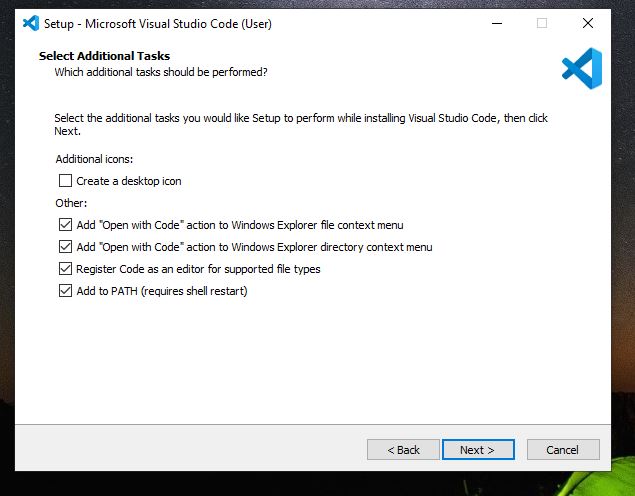 Setup - Microsoft Visual Studio Code (User)
Select Additional Tasks
Which additional tasks should be performed?
Select the additional tasks you would like Setup to perform while installing Visual Studio Code, then click
Next.
Additional icons:
Create a desktop icon
Other:
Add "Open with Code" action to Windows Explorer file context menu
Add "Open with Code" action to Windows Explorer directory context menu
Register Code as an editor for supported file types
Add to PATH (requires shell restart)
< Back Next > Cancel